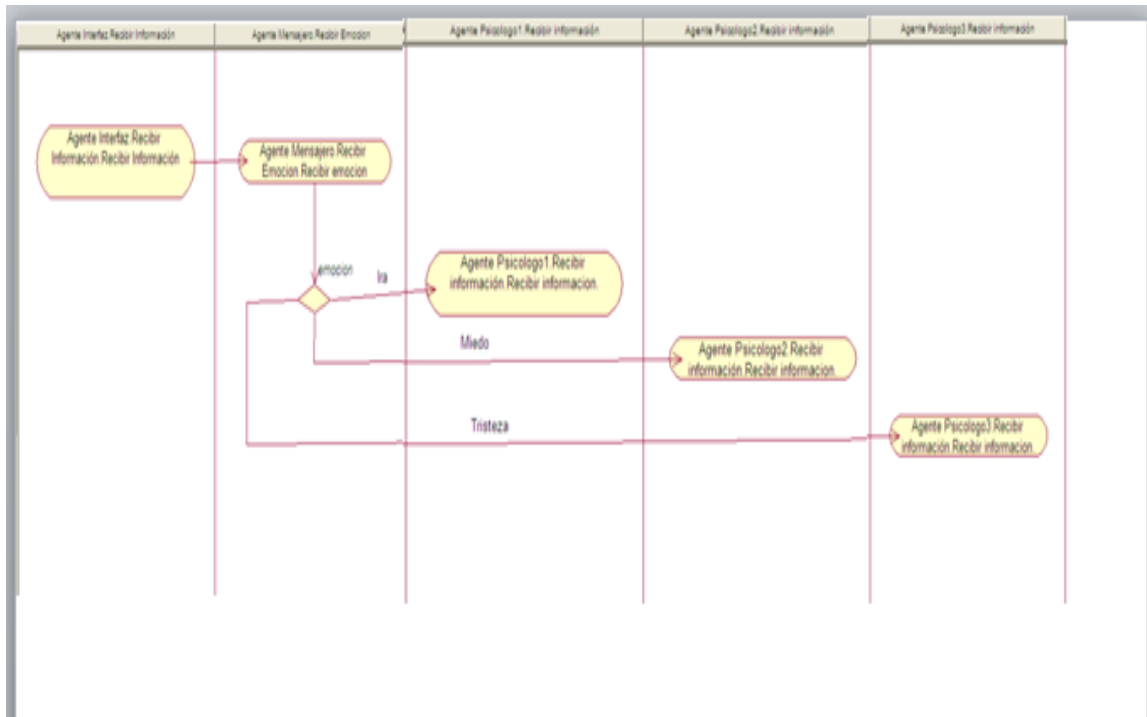 Agente Interfaz.Recibir Información
Agente Mensajero.Recibir Emocion
Agente Psicologo1.Recibir información
Agente Psicologo2.Recibir información
Agente Psicologo3.Recibir información
Agente Interfaz.Recibir
Información.Recibir Información
Agente Mensajero.Recibir
Emocion.Recibir emocion
emocion
Ira
Agente Psicologo1.Recibir
información.Recibir informacion.
Miedo
Agente Psicologo2.Recibir
información.Recibir informacion.
Tristeza
Agente Psicologo3.Recibir
información.Recibir informacion.